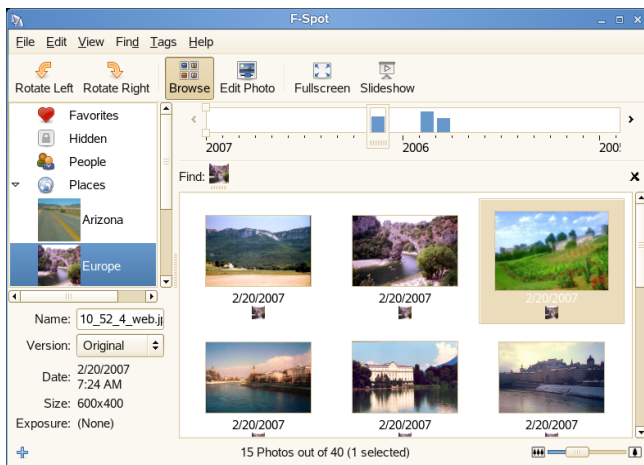 F-Spot
File Edit View Find Tags Help
Rotate Left Rotate Right Browse Edit Photo Fullscreen Slideshow
Favorites
Hidden
People
Places
Arizona
Europe
2007 2006
Find:
2/20/2007 2/20/2007 2/20/2007
2/20/2007 2/20/2007 2/20/2007
Name: 10_52_4_web.jp
Version: Original
Date: 2/20/2007
7:24 AM
Size: 600x400
Exposure: (None)
15 Photos out of 40 (1 selected)